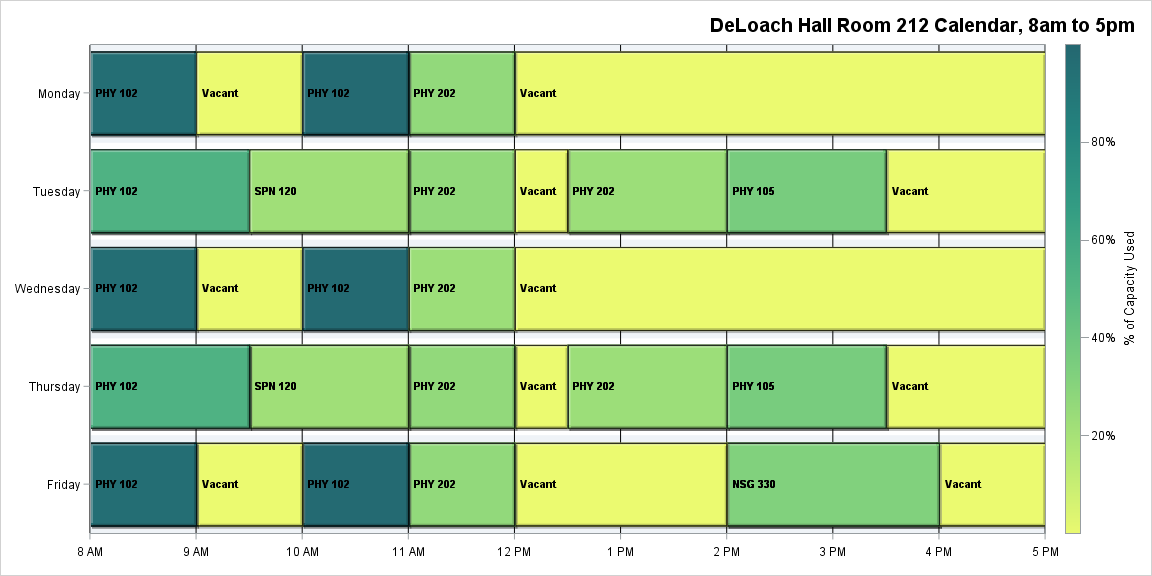 DeLoach Hall Room 212 Calendar, 8am to 5pm
Monday PHY 102 Vacant PHY 102 PHY 202 Vacant
80%
Tuesday PHY 102 SPN 120 PHY 202 Vacant PHY 202 PHY 105 Vacant
60%
% of Capacity Used
Wednesday PHY 102 Vacant PHY 102 PHY 202 Vacant
40%
Thursday PHY 102 SPN 120 PHY 202 Vacant PHY 202 PHY 105 Vacant
20%
Friday PHY 102 Vacant PHY 102 PHY 202 Vacant NSG 330 Vacant
8 AM 9 AM 10 AM 11 AM 12 PM 1 PM 2 PM 3 PM 4 PM 5 PM